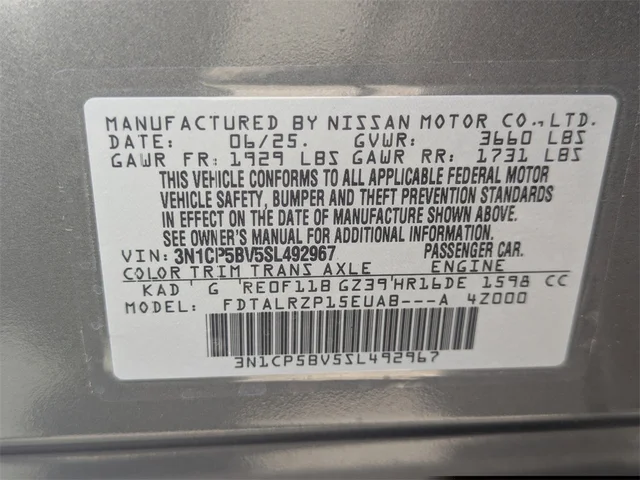 MANUFACTURED BY NISSAN MOTOR CO.,LTD.
DATE: 06/25. GVWR: 3660 LBS
GAWR FR: 1929 LBS GAWR RR: 1731 LBS
THIS VEHICLE CONFORMS TO ALL APPLICABLE FEDERAL MOTOR
VEHICLE SAFETY, BUMPER AND THEFT PREVENTION STANDARDS
IN EFFECT ON THE DATE OF MANUFACTURE SHOWN ABOVE.
SEE OWNER'S MANUAL FOR ADDITIONAL INFORMATION.
VIN: 3N1CP5BV5SL492967 PASSENGER CAR.
COLOR TRIM TRANS AXLE ENGINE
KAD G RE0F11B GZ39 HR16DE 1598 CC
MODEL: FDTALRZP15EUA8---A 4Z000
3N1CP5BV5SL492967